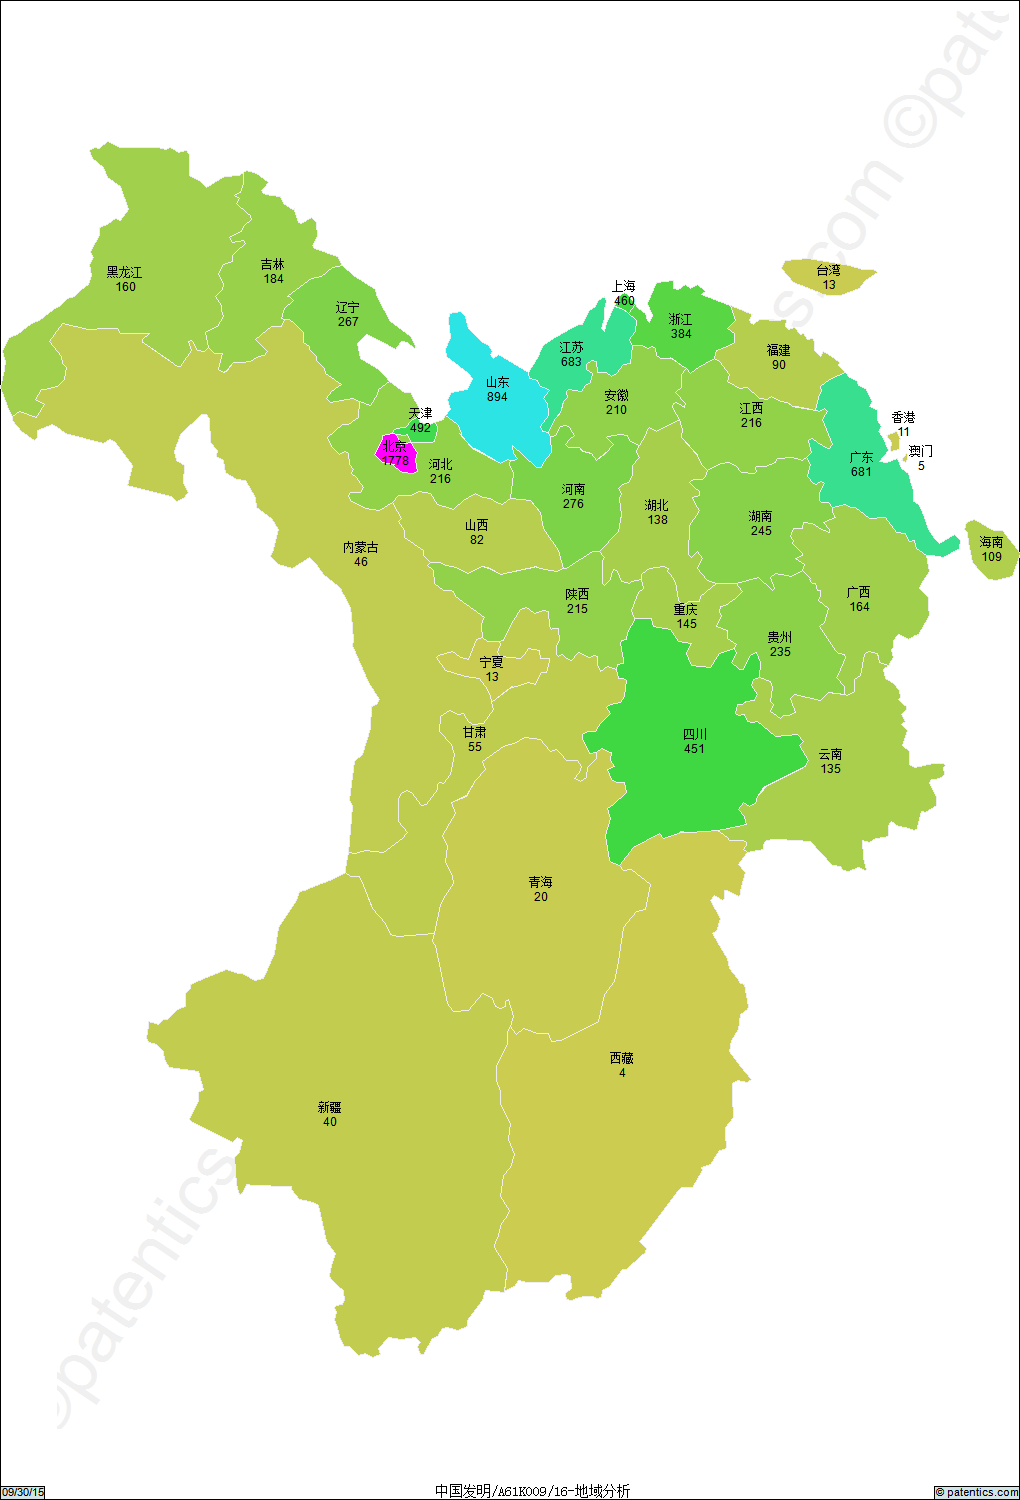 ©patentics.com ©pate
黑龙江
160
吉林
184
辽宁
267
台湾
13
上海
460
浙江
384
江苏
683
福建
90
山东
894
安徽
210
江西
216
天津
492
香港
11
澳门
5
广东
681
北京
1778
河北
216
河南
276
湖北
138
湖南
245
山西
82
海南
109
内蒙古
46
陕西
215
重庆
145
广西
164
贵州
235
宁夏
13
甘肃
55
四川
451
云南
135
青海
20
西藏
4
新疆
40
09/30/15
中国发明/A61K009/16-地域分析
© patentics.com